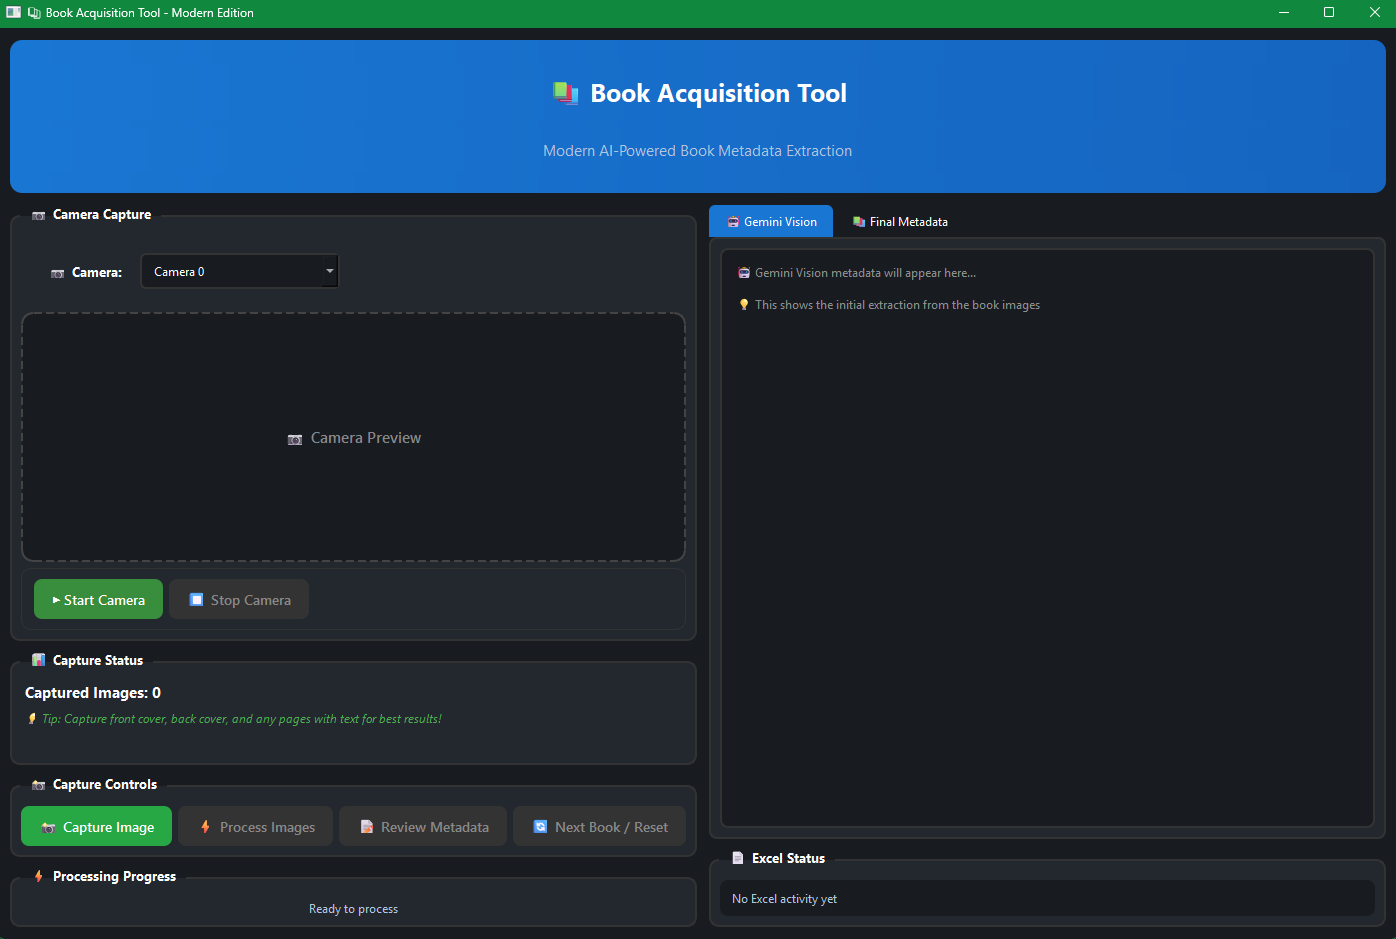 Book Acquisition Tool - Modern Edition
Book Acquisition Tool
Modern AI-Powered Book Metadata Extraction
Camera Capture
Camera:
Camera 0
Camera Preview
Start Camera
Stop Camera
Capture Status
Captured Images: 0
Tip: Capture front cover, back cover, and any pages with text for best results!
Capture Controls
Capture Image
Process Images
Review Metadata
Next Book / Reset
Processing Progress
Ready to process
Gemini Vision
Final Metadata
Gemini Vision metadata will appear here...
This shows the initial extraction from the book images
Excel Status
No Excel activity yet